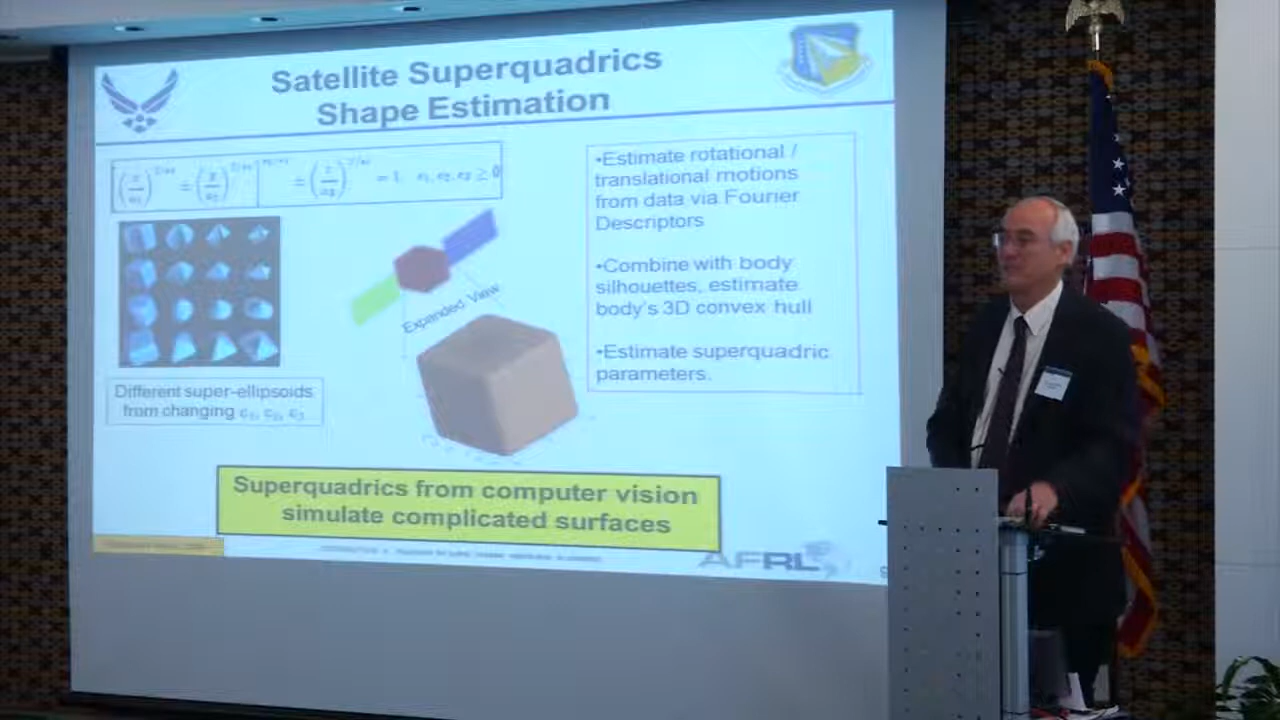 Satellite Superquadrics
Shape Estimation
•Estimate rotational /
translational motions
from data via Fourier
Descriptors
•Combine with body
silhouettes, estimate
body's 3D convex hull
•Estimate superquadric
parameters.
Expanded View
Different super-ellipsoids
from changing
Superquadrics from computer vision
simulate complicated surfaces
AFRL